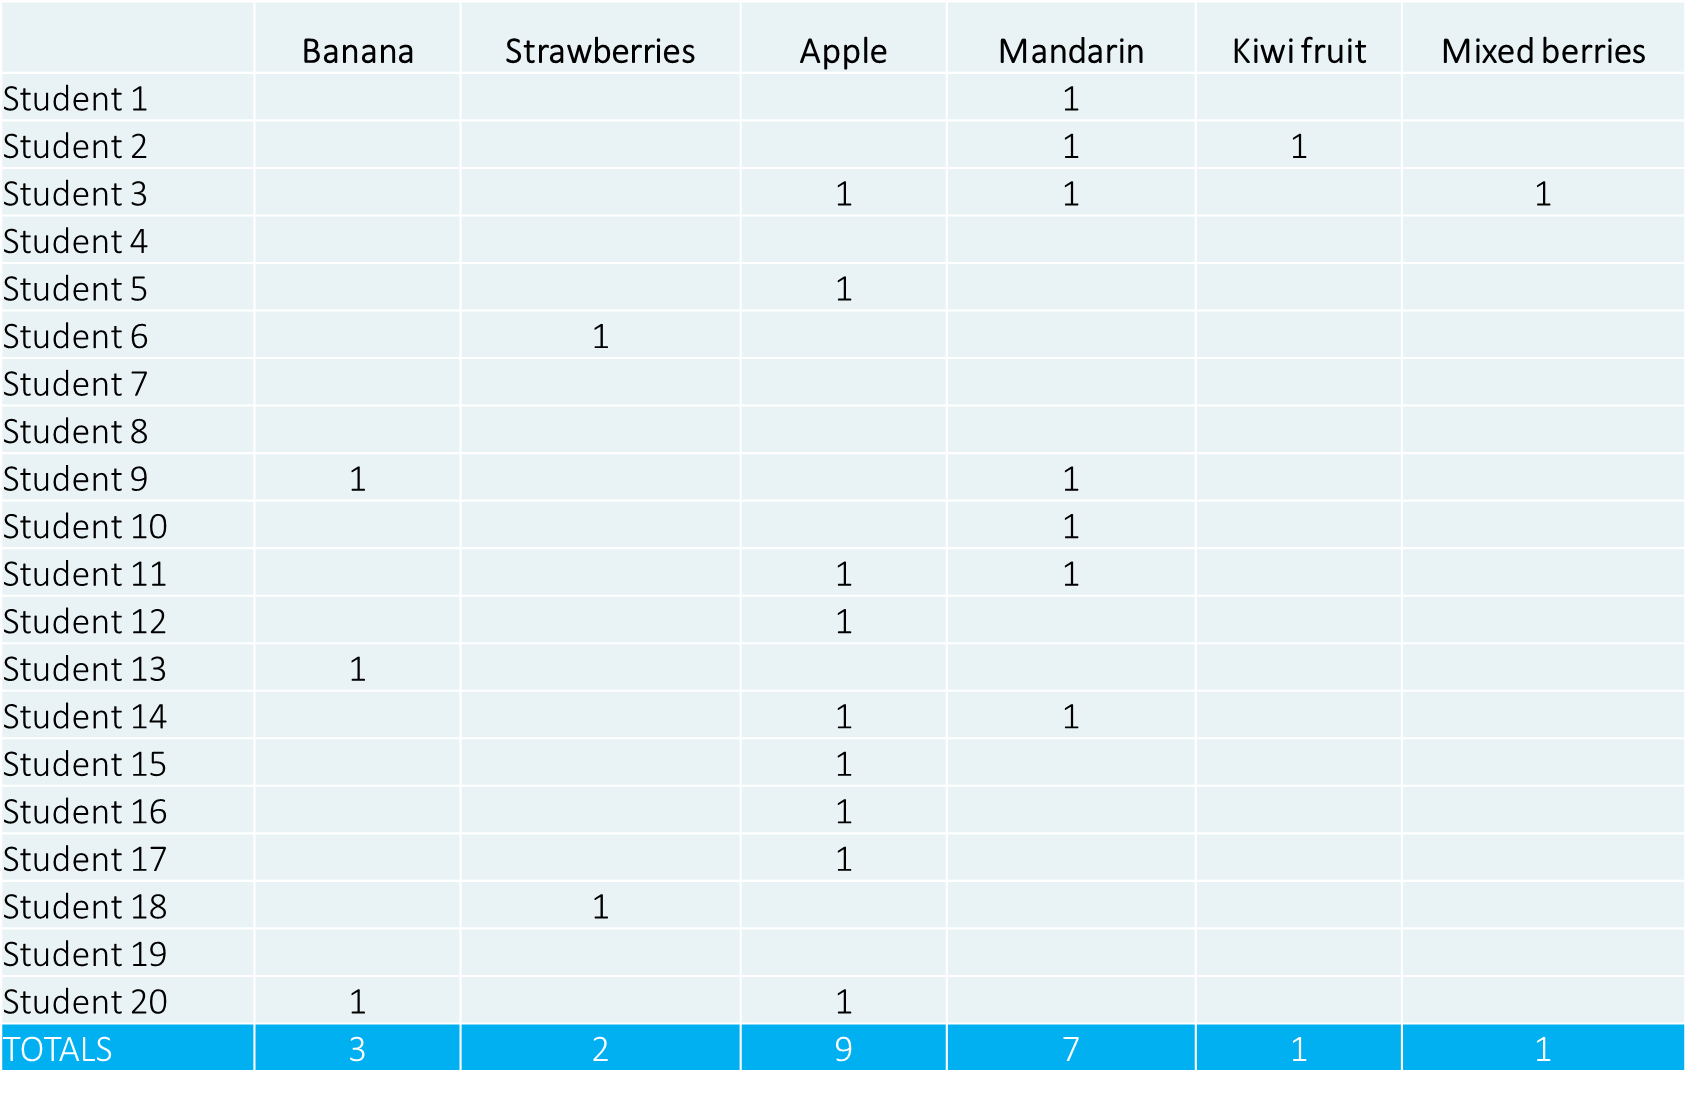 Banana Strawberries Apple Mandarin Kiwi fruit Mixed berries
Student 1 1
Student 2 1 1
Student 3 1 1 1
Student 4
Student 5 1
Student 6 1
Student 7
Student 8
Student 9 1 1
Student 10 1
Student 11 1 1
Student 12 1
Student 13 1
Student 14 1 1
Student 15 1
Student 16 1
Student 17 1
Student 18 1
Student 19
Student 20 1 1
TOTALS 3 2 9 7 1 1